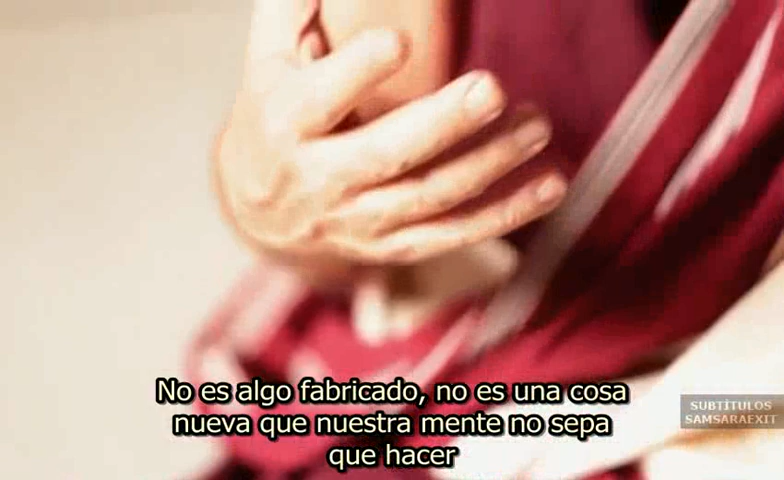 No es algo fabricado, no es una cosa
nueva que nuestra mente no sepa
que hacer
SUBTÍTULOS
SAMSARAEXIT